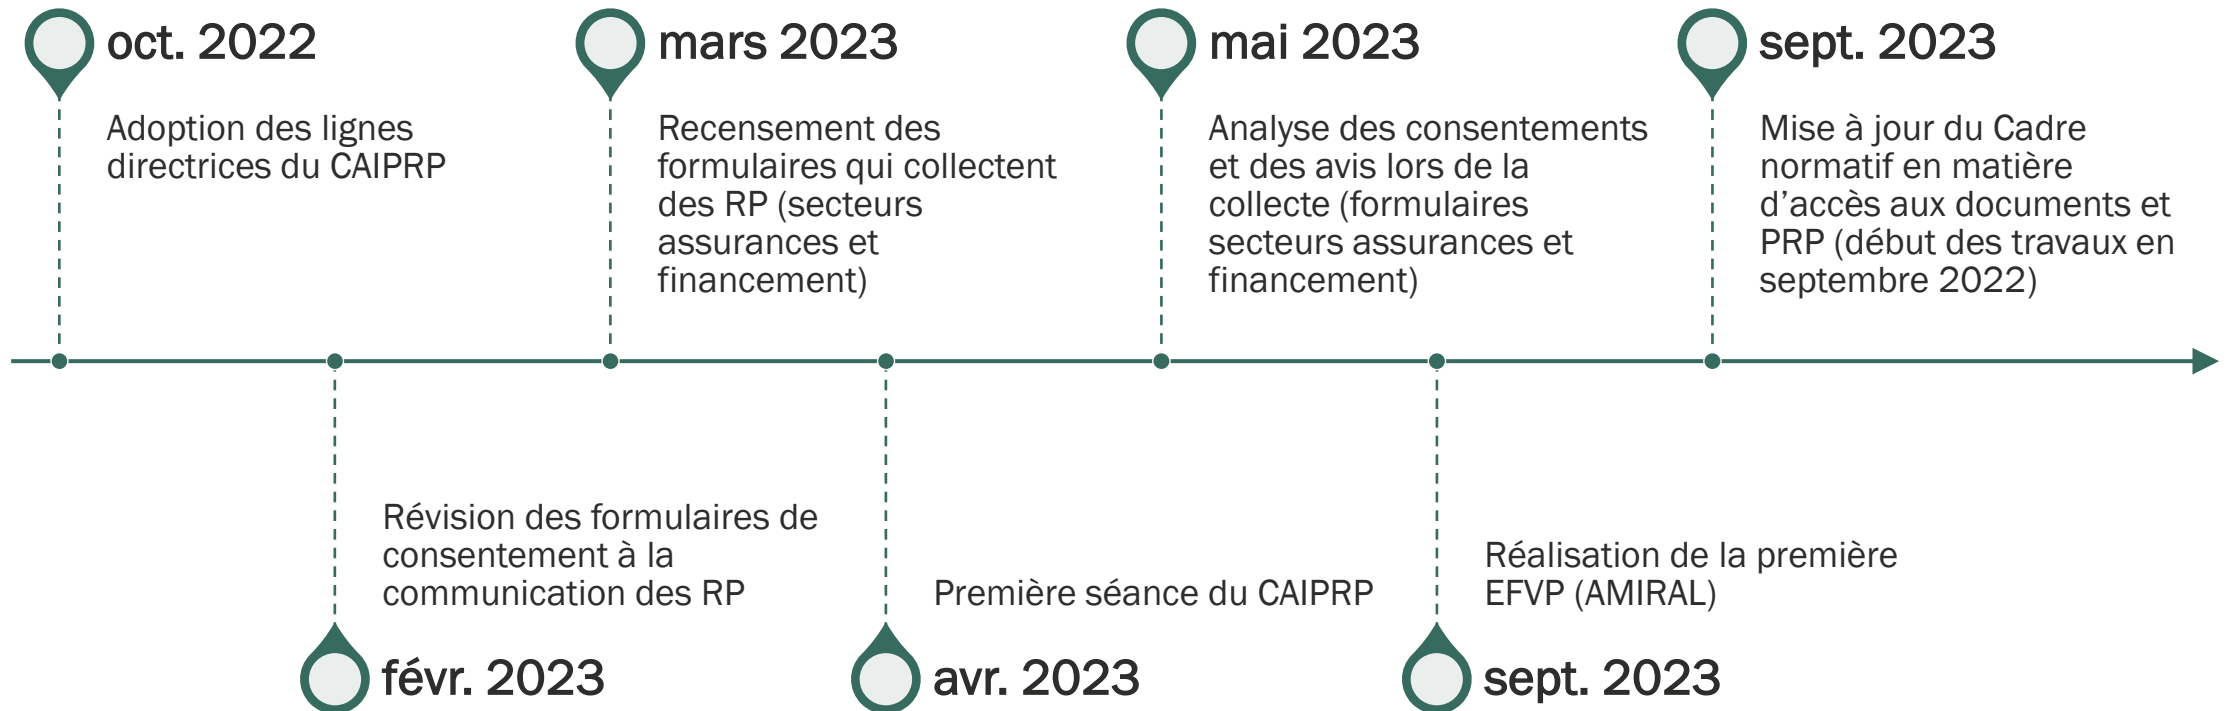 oct. 2022
Adoption des lignes
directrices du CAIPRP
févr. 2023
Révision des formulaires de
consentement à la
communication des RP
mars 2023
Recensement des
formulaires qui collectent
des RP (secteurs
assurances et
financement)
avr. 2023
Première séance du CAIPRP
mai 2023
Analyse des consentements
et des avis lors de la
collecte (formulaires
secteurs assurances et
financement)
sept. 2023
Réalisation de la première
EFVP (AMIRAL)
sept. 2023
Mise à jour du Cadre
normatif en matière
d’accès aux documents et
PRP (début des travaux en
septembre 2022)